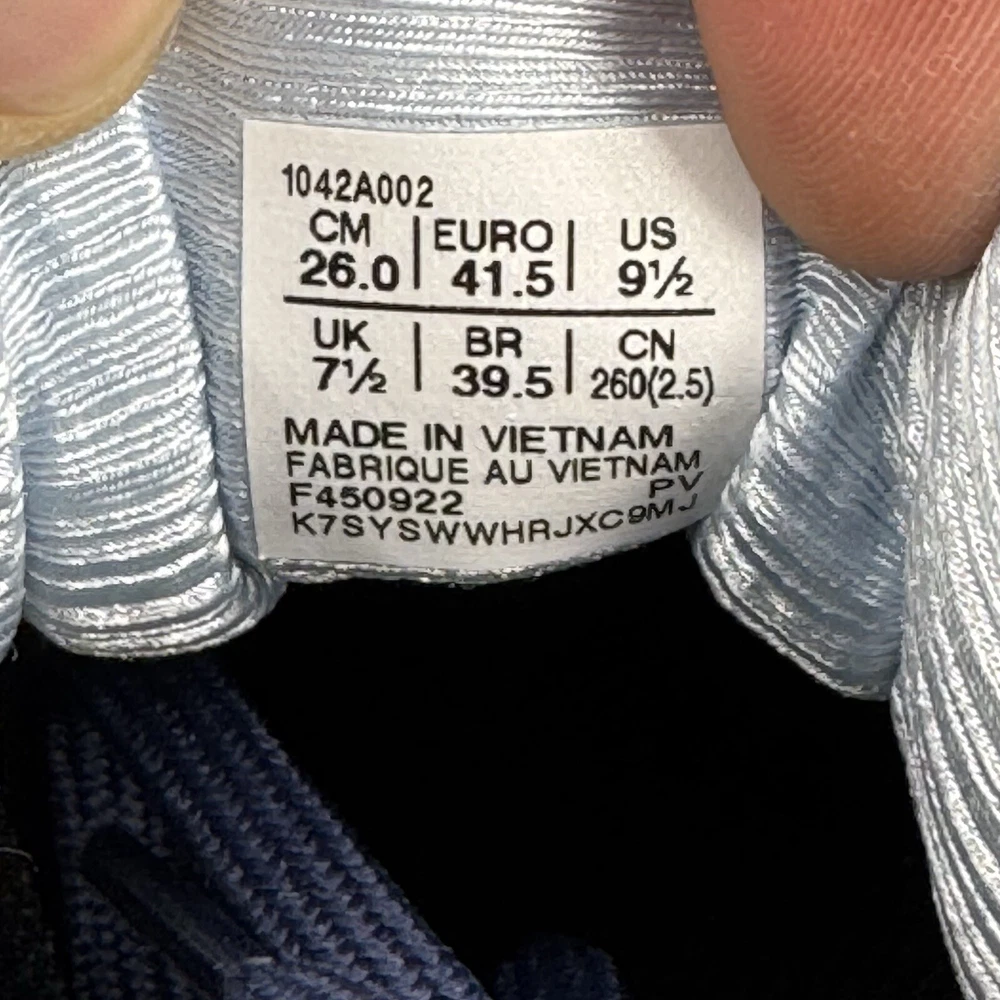 1042A002
CM | EURO | US
26.0 | 41.5 | 9½
UK | BR | CN
7½ | 39.5 | 260(2.5)
MADE IN VIETNAM
FABRIQUE AU VIETNAM
F450922 PV
K7SYSWWHRJXC9MJ